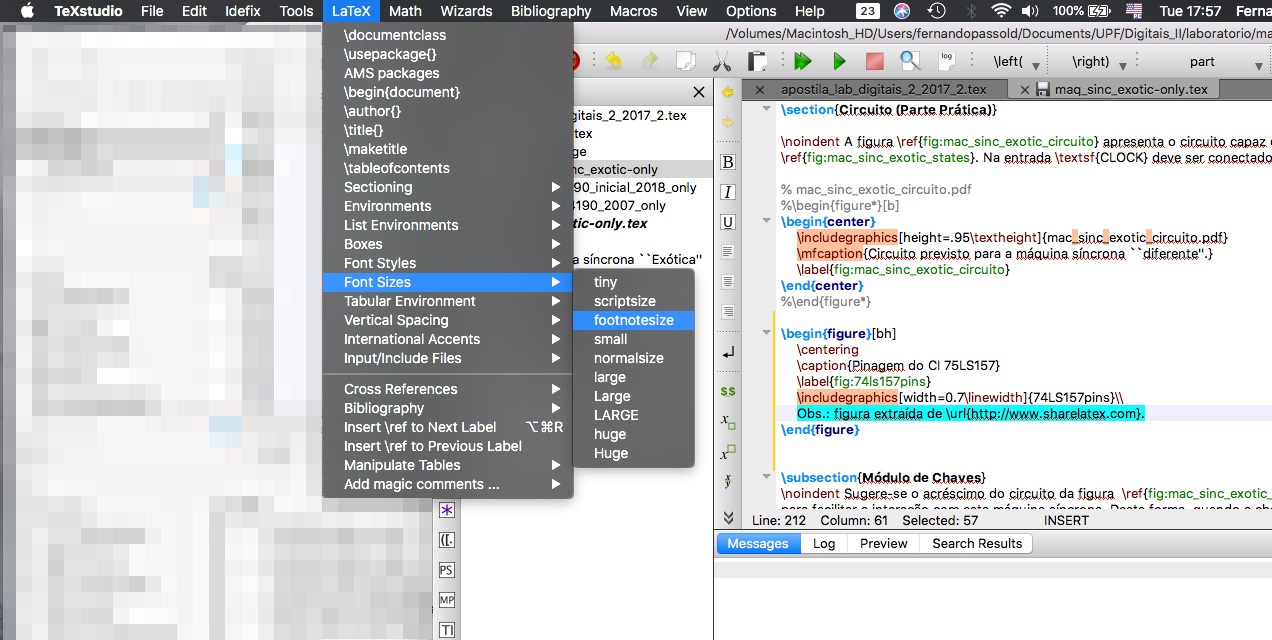 TeXstudio File Edit Idefix Tools LaTeX Math Wizards Bibliography Macros View Options Help 23 100% Tue 17:57 Ferna
/Volumes/Macintosh_HD/Users/fernandopassold/Documents/UPF/Digitais_II/laboratorio/ma
\documentclass
\usepackage{}
AMS packages
\begin{document}
\author{}
\title{}
\maketitle
\tableofcontents
Sectioning
Environments
List Environments
Boxes
Font Styles
Font Sizes
Tabular Environment
Vertical Spacing
International Accents
Input/Include Files
Cross References
Bibliography
Insert \ref to Next Label ⌥⌘R
Insert \ref to Previous Label
Manipulate Tables
Add magic comments ...
tiny
scriptsize
footnotesize
small
normalsize
large
Large
LARGE
huge
Huge
gitais_2_2017_2.tex
tex
ge
nc_exotic-only
90_inicial_2018_only
4190_2007_only
tic-only.tex
a síncrona ``Exótica''
((.
PS
MP
TI
log
\left( \right) part
apostila_lab_digitais_2_2017_2.tex maq_sinc_exotic-only.tex
B
I
U
$$
\section{Circuito (Parte Prática)}
\noindent A figura \ref{fig:mac_sinc_exotic_circuito} apresenta o circuito capaz
\ref{fig:mac_sinc_exotic_states}. Na entrada \textsf{CLOCK} deve ser conectado
% mac_sinc_exotic_circuito.pdf
%\begin{figure*}[b]
\begin{center}
\includegraphics[height=.95\textheight]{mac_sinc_exotic_circuito.pdf}
\mfcaption{Circuito previsto para a máquina síncrona ``diferente''.}
\label{fig:mac_sinc_exotic_circuito}
\end{center}
%\end{figure*}
\begin{figure}[bh]
\centering
\caption{Pinagem do CI 75LS157}
\label{fig:74ls157pins}
\includegraphics[width=0.7\linewidth]{74LS157pins}\\
Obs.: figura extraída de \url{http://www.sharelatex.com}.
\end{figure}
\subsection{Módulo de Chaves}
\noindent Sugere-se o acréscimo do circuito da figura \ref{fig:mac_sinc_exotic_
Line: 212 Column: 61 Selected: 57 INSERT
Messages Log Preview Search Results